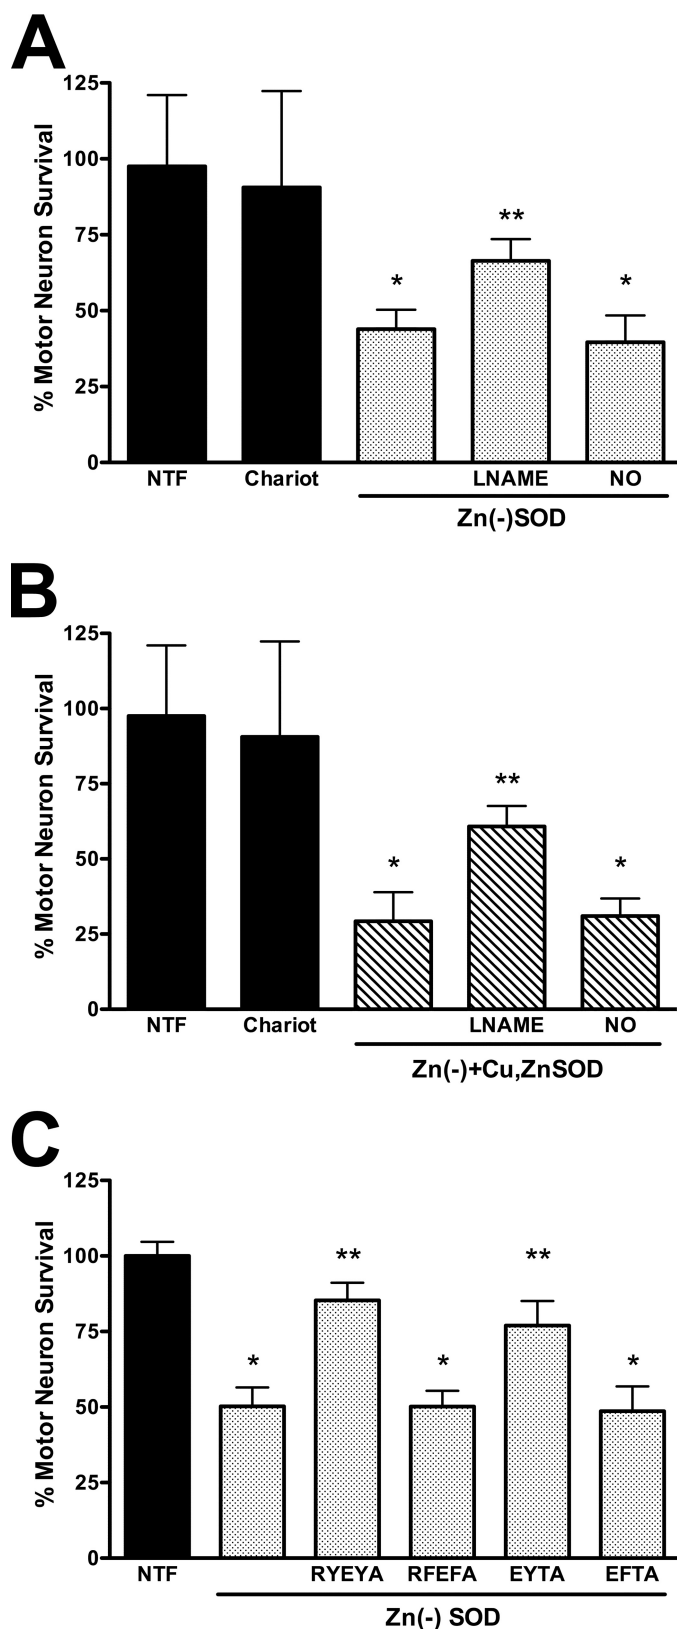 A
125
100
75
50
25
0
% Motor Neuron Survival
*
**
*
NTF Chariot LNAME NO
Zn(-)SOD
B
125
100
75
50
25
0
% Motor Neuron Survival
*
**
*
NTF Chariot LNAME NO
Zn(-)+Cu,ZnSOD
C
125
100
75
50
25
0
% Motor Neuron Survival
*
**
*
**
*
NTF RYEYA RFEFA EYTA EFTA
Zn(-) SOD